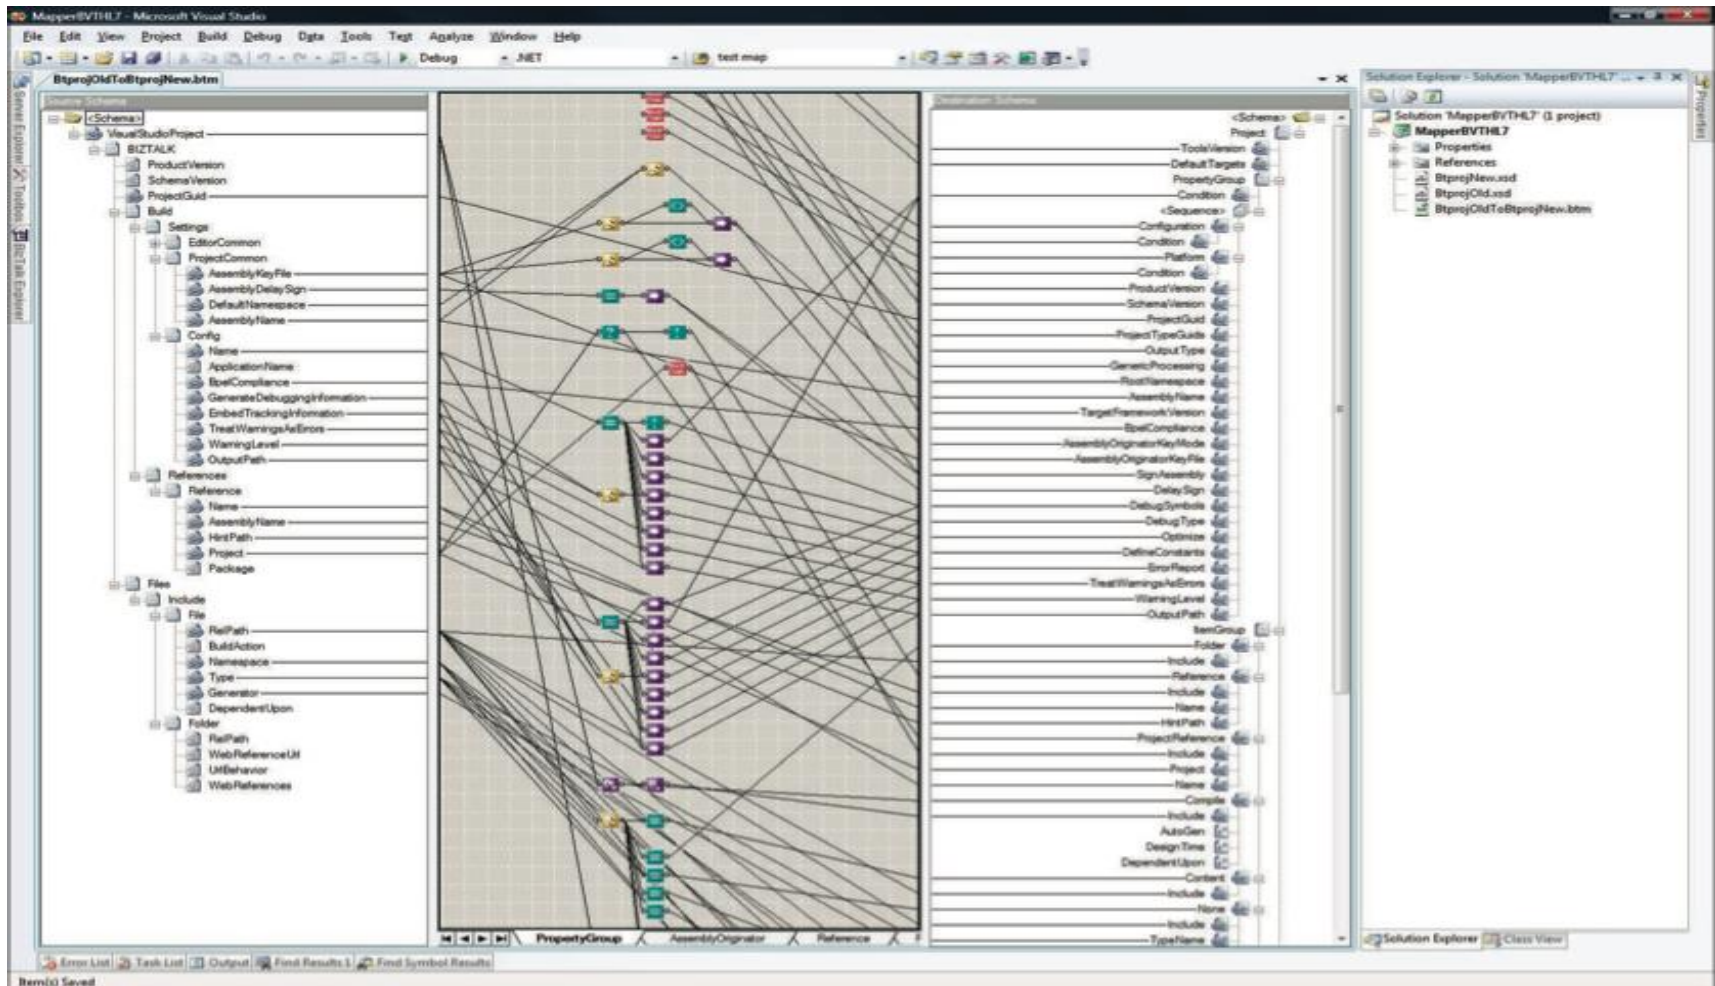 MapperBVTHL7 - Microsoft Visual Studio
File Edit View Project Build Debug Data Tools Test Analyze Window Help
Debug .NET test map
Server Explorer
Toolbox
BizTalk Explorer
BtprojOldToBtprojNew.btm
Source Schema
<Schema>
VisualStudioProject
BIZTALK
ProductVersion
SchemaVersion
ProjectGuid
Build
Settings
EditorCommon
ProjectCommon
AssemblyKeyFile
AssemblyDelaySign
DefaultNamespace
AssemblyName
Config
Name
ApplicationName
BpelCompliance
GenerateDebuggingInformation
EmbedTrackingInformation
TreatWarningsAsErrors
WarningLevel
OutputPath
References
Reference
Name
AssemblyName
HintPath
Project
Package
Files
Include
File
RelPath
BuildAction
Namespace
Type
Generator
DependentUpon
Folder
RelPath
WebReferenceUrl
UrlBehavior
WebReferences
PropertyGroup AssemblyOriginator Reference
Destination Schema
<Schema>
Project
ToolsVersion
DefaultTargets
PropertyGroup
Condition
<Sequence>
Configuration
Condition
Platform
Condition
ProductVersion
SchemaVersion
ProjectGuid
ProjectTypeGuids
OutputType
GenericProcessing
RootNamespace
AssemblyName
TargetFrameworkVersion
BpelCompliance
AssemblyOriginatorKeyMode
AssemblyOriginatorKeyFile
SignAssembly
DelaySign
DebugSymbols
DebugType
Optimize
DefineConstants
ErrorReport
TreatWarningsAsErrors
WarningLevel
OutputPath
ItemGroup
Folder
Include
Reference
Include
Name
HintPath
ProjectReference
Include
Project
Name
Compile
Include
AutoGen
DesignTime
DependentUpon
Content
Include
None
Include
TypeName
Solution Explorer - Solution 'MapperBVTHL7' ...
Solution 'MapperBVTHL7' (1 project)
MapperBVTHL7
Properties
References
BtprojNew.xsd
BtprojOld.xsd
BtprojOldToBtprojNew.btm
Solution Explorer Class View
Properties
Error List Task List Output Find Results 1 Find Symbol Results
Item(s) Saved